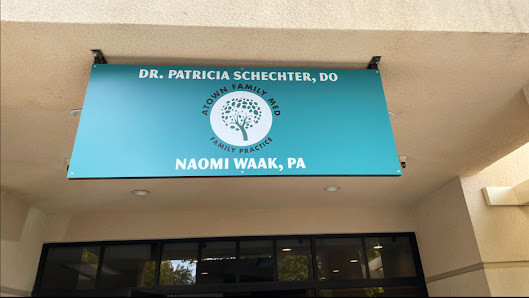 DR. PATRICIA SCHECHTER, DO
ATOWN FAMILY MED
FAMILY PRACTICE
NAOMI WAAK, PA